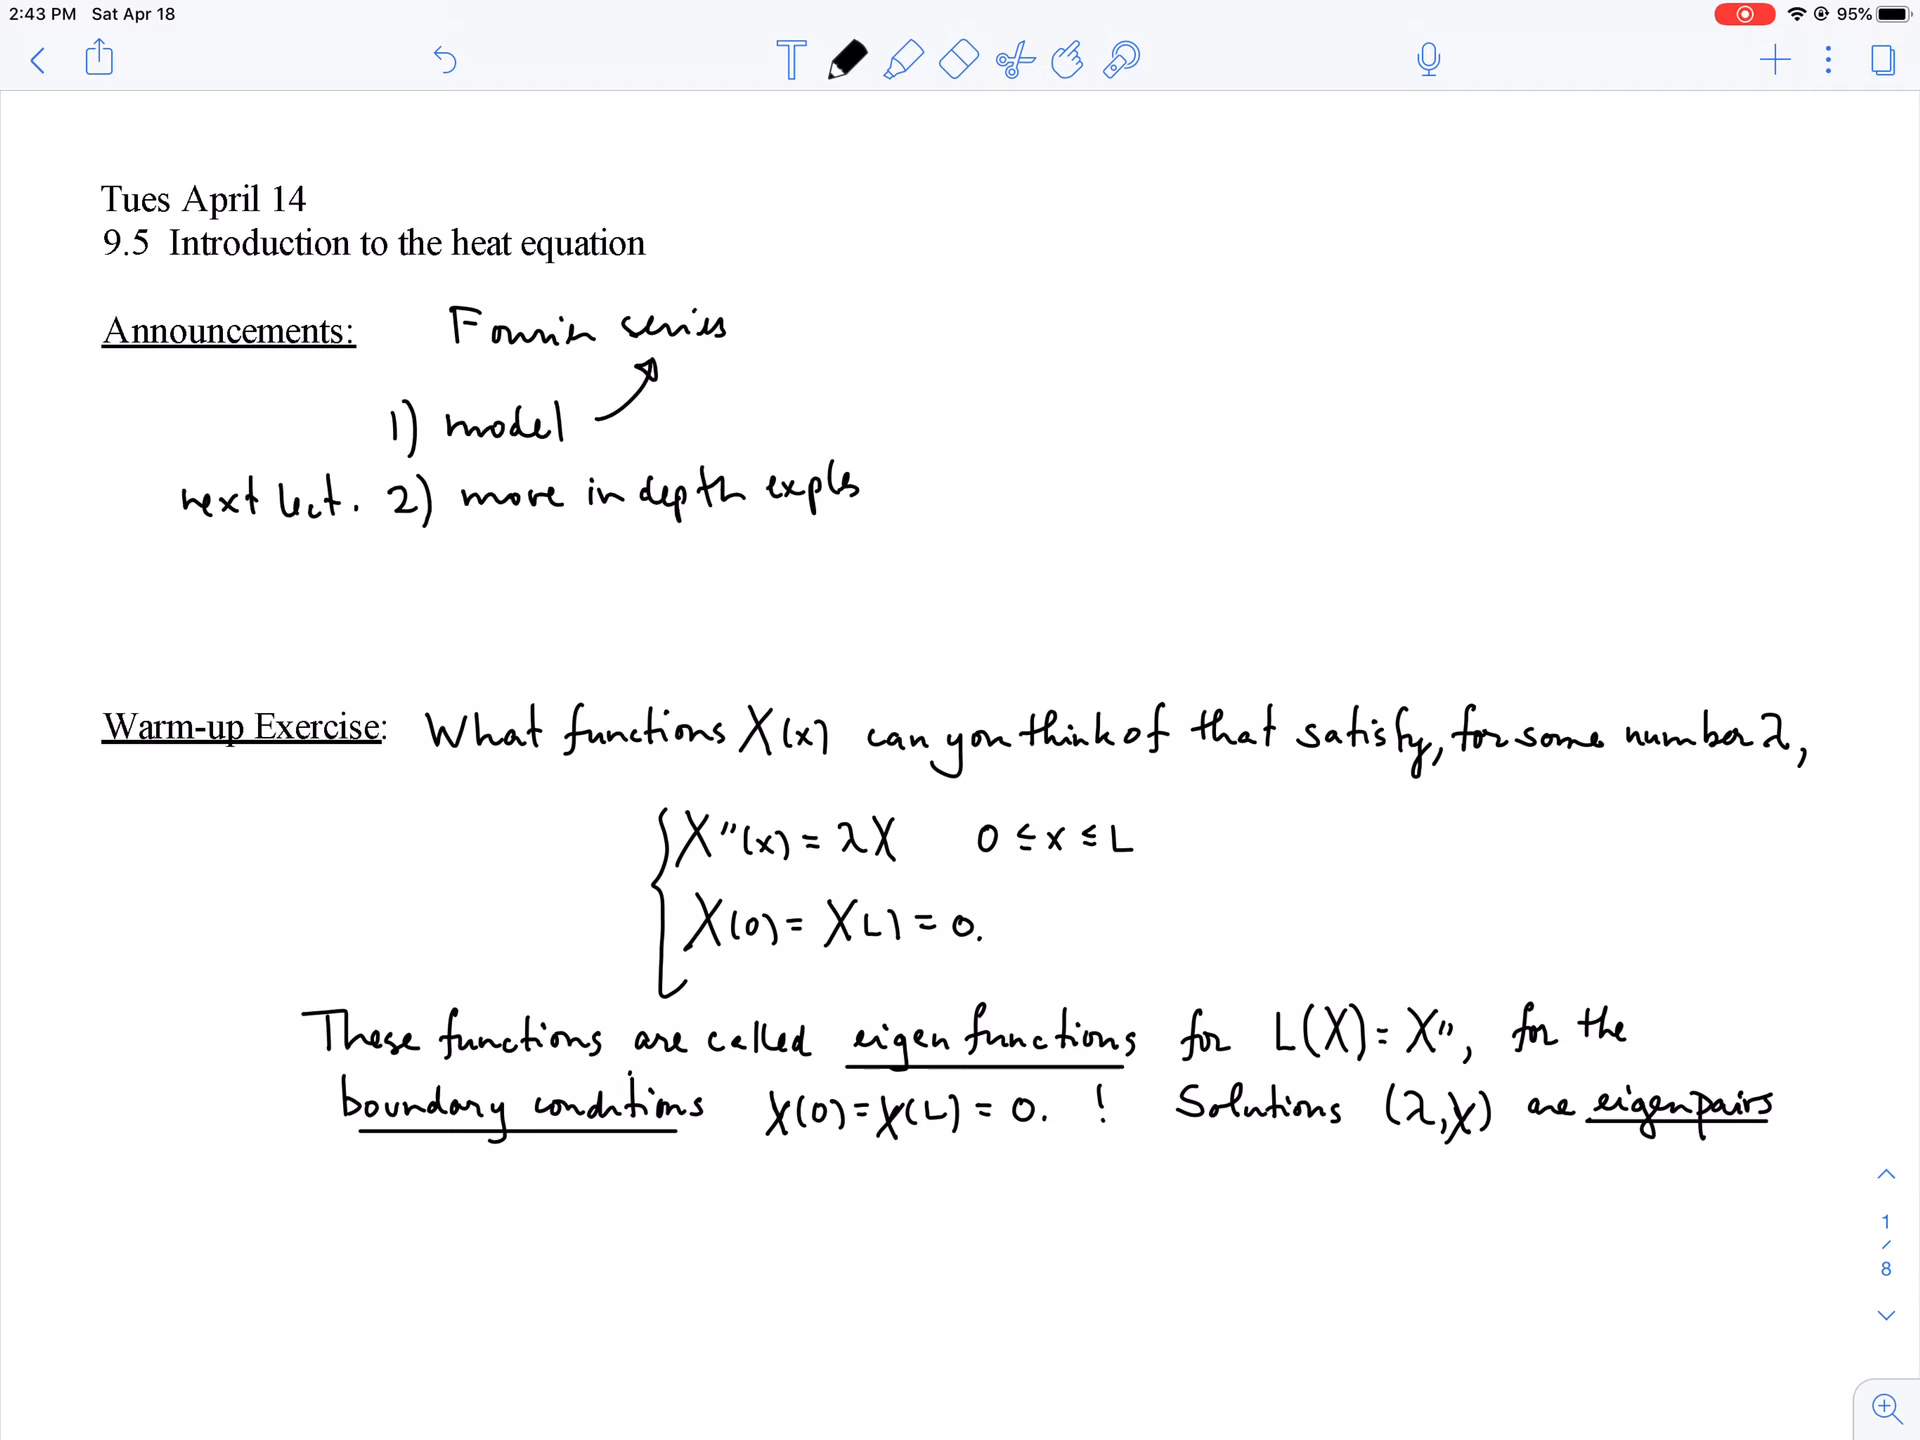 2:43 PM Sat Apr 18
95%
Tues April 14
9.5 Introduction to the heat equation
Announcements: Fourier series
1) model
next lect. 2) more in depth exples
Warm-up Exercise: What functions X(x) can you think of that satisfy, for some number λ,
X''(x) = λX 0 ≤ x ≤ L
X(0) = X(L) = 0.
These functions are called eigen functions for L(X) = X'', for the
boundary conditions X(0) = X(L) = 0. ! Solutions (λ,X) are eigenpairs
1
/
8